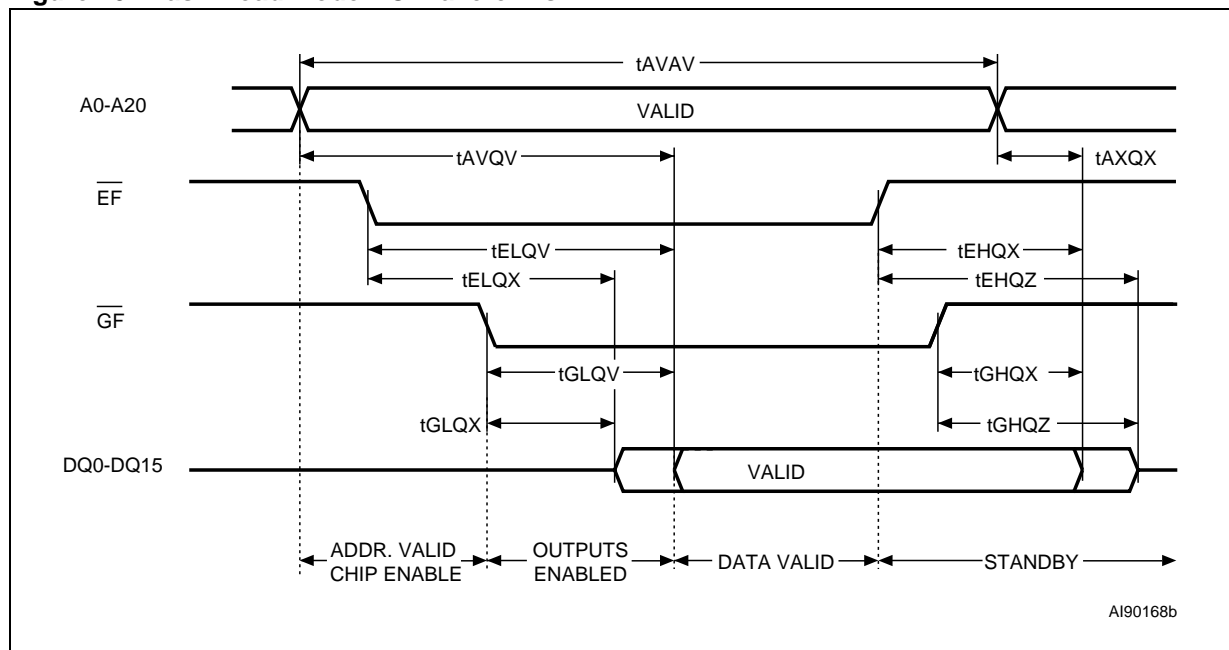 tAVAV
A0-A20
VALID
tAVQV
tAXQX
EF
tELQV
tEHQX
tELQX
tEHQZ
GF
tGLQV
tGHQX
tGLQX
tGHQZ
DQ0-DQ15
VALID
ADDR. VALID
CHIP ENABLE
OUTPUTS
ENABLED
DATA VALID
STANDBY
AI90168b